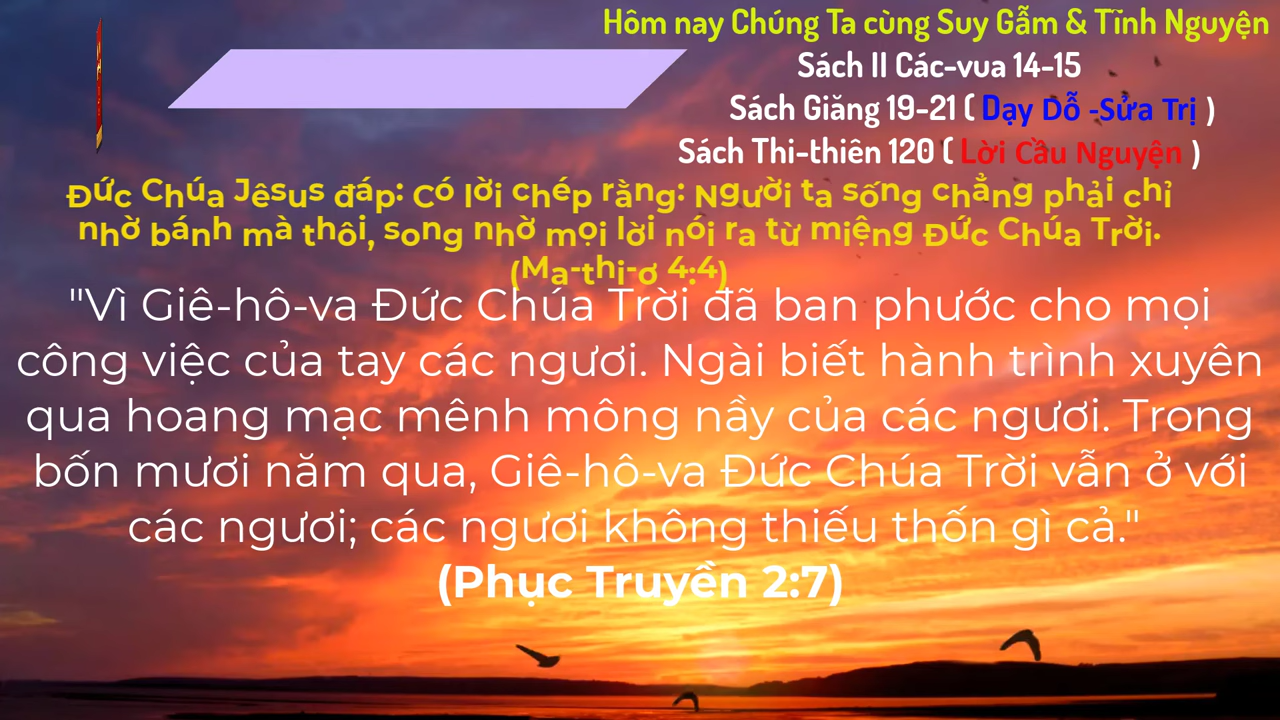 Hôm nay Chúng Ta cùng Suy Gẫm & Tĩnh Nguyện
Sách II Các-vua 14-15
Sách Giăng 19-21 ( Dạy Dỗ -Sửa Trị )
Sách Thi-thiên 120 ( Lời Cầu Nguyện )
Đức Chúa Jêsus đáp: Có lời chép rằng: Người ta sống chẳng phải chỉ
nhờ bánh mà thôi, song nhờ mọi lời nói ra từ miệng Đức Chúa Trời.
(Ma-thi-ơ 4:4)
"Vì Giê-hô-va Đức Chúa Trời đã ban phước cho mọi
công việc của tay các ngươi. Ngài biết hành trình xuyên
qua hoang mạc mênh mông nầy của các ngươi. Trong
bốn mươi năm qua, Giê-hô-va Đức Chúa Trời vẫn ở với
các ngươi; các ngươi không thiếu thốn gì cả."
(Phục Truyền 2:7)